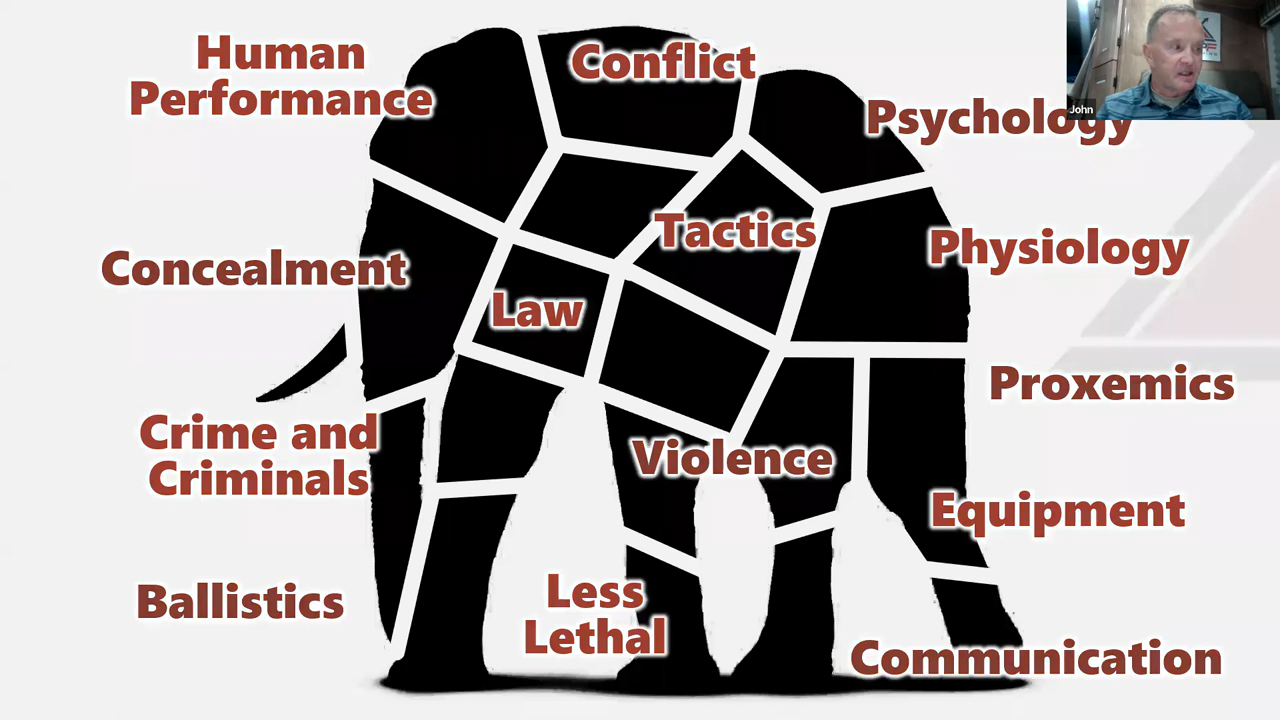 Human
Performance
Conflict
John
Psychology
Tactics
Physiology
Concealment
Law
Proxemics
Crime and
Criminals
Violence
Equipment
Ballistics
Less
Lethal
Communication